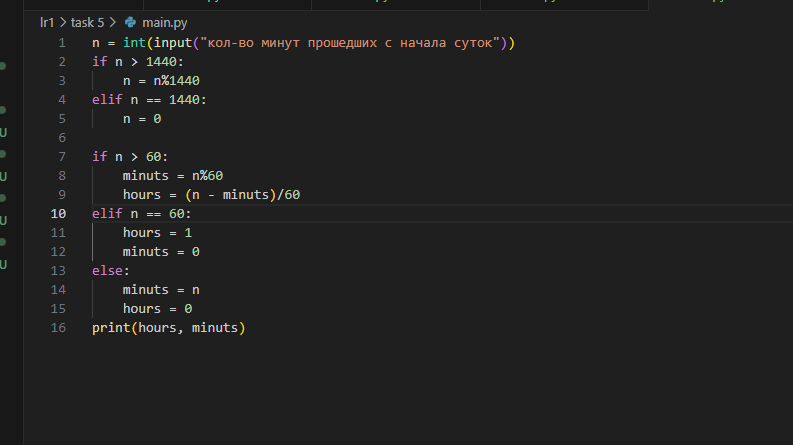 lr1 > task 5 > main.py
1 n = int(input("кол-во минут прошедших с начала суток"))
2 if n > 1440:
3     n = n%1440
4 elif n == 1440:
5     n = 0
6
7 if n > 60:
8     minuts = n%60
9     hours = (n - minuts)/60
10 elif n == 60:
11     hours = 1
12     minuts = 0
13 else:
14     minuts = n
15     hours = 0
16 print(hours, minuts)
U
U
U
U